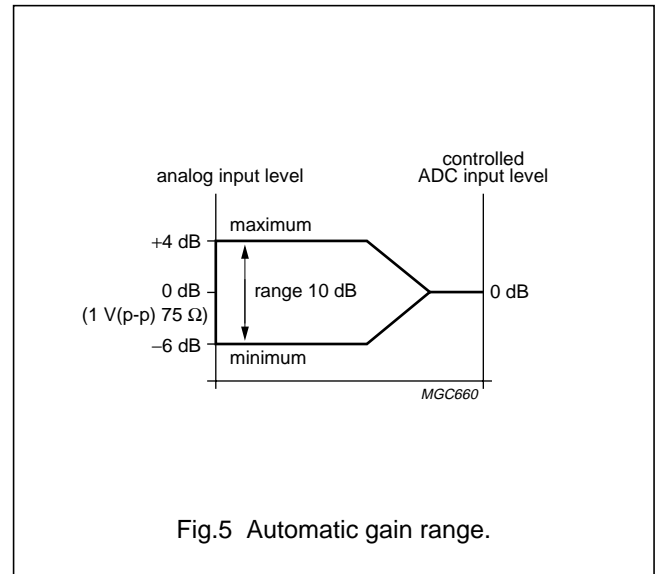 controlled
analog input level
ADC input level
maximum
+4 dB
0 dB
range 10 dB
0 dB
(1 V(p-p) 75 Ω)
−6 dB
minimum
MGC660
Fig.5 Automatic gain range.